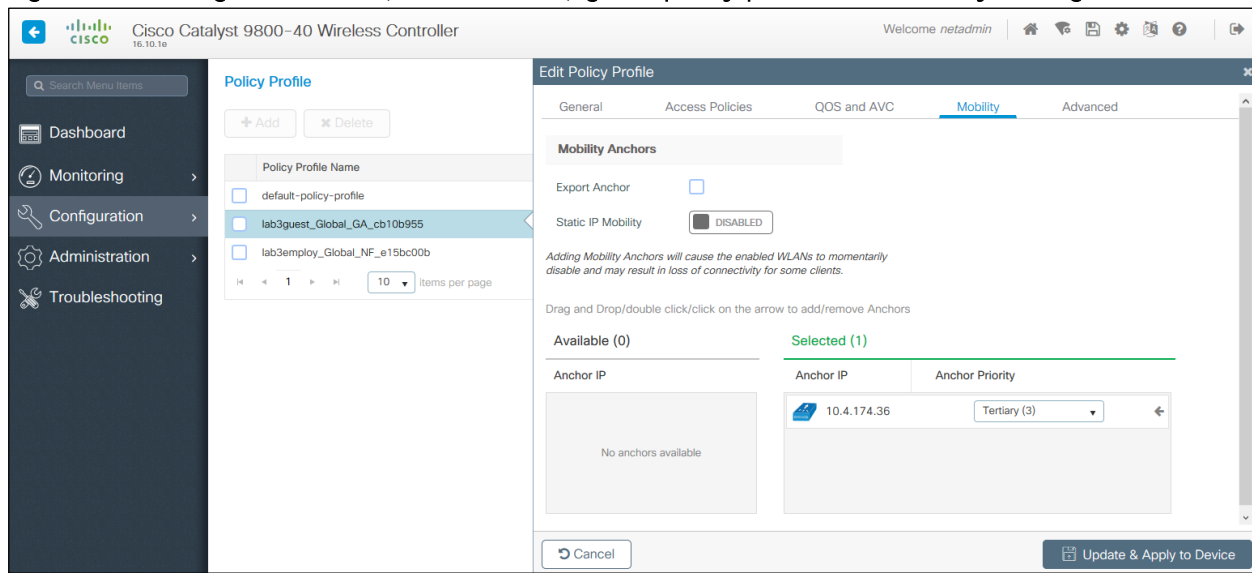 Cisco Catalyst 9800-40 Wireless Controller
CISCO
16.10.1e
Welcome netadmin
Search Menu Items
Dashboard
Monitoring
Configuration
Administration
Troubleshooting
Policy Profile
Add
Delete
Policy Profile Name
default-policy-profile
lab3guest_Global_GA_cb10b955
lab3employ_Global_NF_e15bc00b
1
10
items per page
Edit Policy Profile
General Access Policies QOS and AVC Mobility Advanced
Mobility Anchors
Export Anchor
Static IP Mobility DISABLED
Adding Mobility Anchors will cause the enabled WLANs to momentarily
disable and may result in loss of connectivity for some clients.
Drag and Drop/double click/click on the arrow to add/remove Anchors
Available (0) Selected (1)
Anchor IP Anchor IP Anchor Priority
10.4.174.36 Tertiary (3)
No anchors available
Cancel Update & Apply to Device